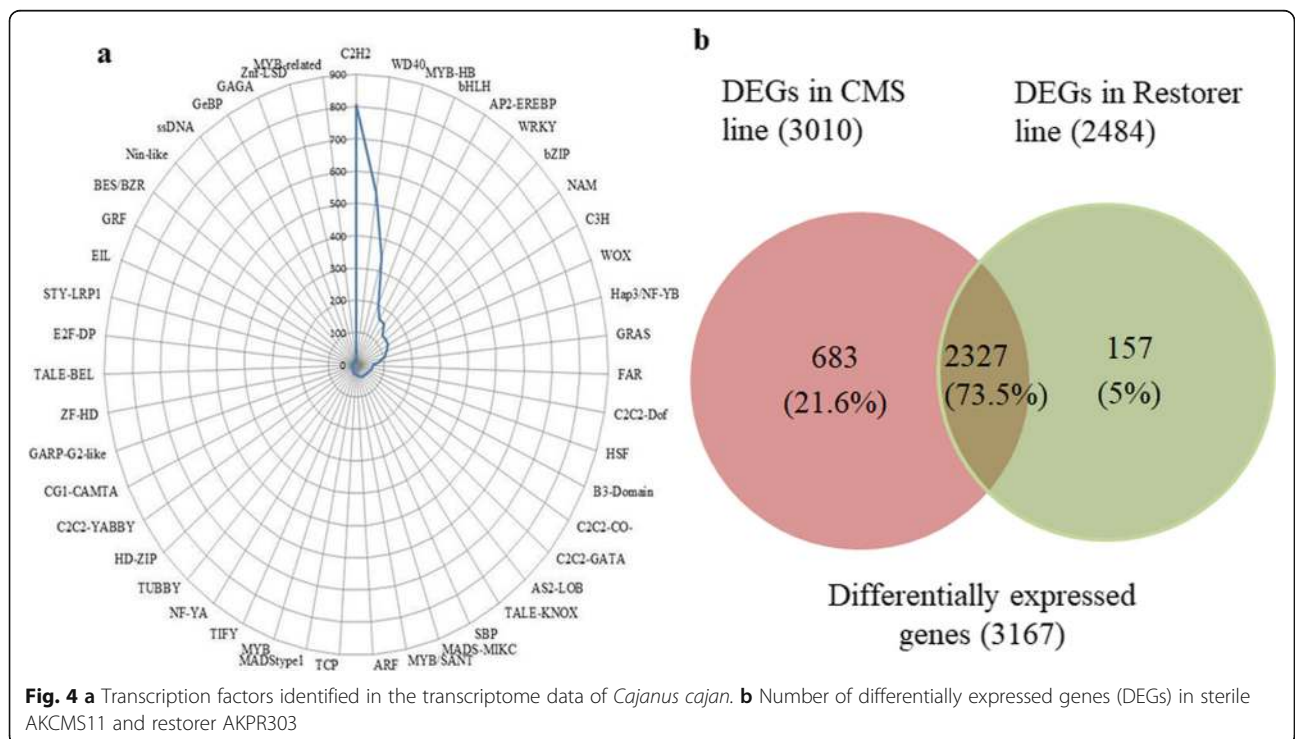 a
C2H2
WD40
MYB-HB
bHLH
AP2-EREBP
WRKY
bZIP
NAM
C3H
WOX
Hap3/NF-YB
GRAS
FAR
C2C2-Dof
HSF
B3-Domain
C2C2-CO-
C2C2-GATA
AS2-LOB
TALE-KNOX
SBP
MADS-MIKC
MYB/SANT
ARF
TCP
MADStype1
MYB
TIFY
NF-YA
TUBBY
HD-ZIP
C2C2-YABBY
CG1-CAMTA
GARP-G2-like
ZF-HD
TALE-BEL
E2F-DP
STY-LRP1
EIL
GRF
BES/BZR
Nin-like
ssDNA
GeBP
GAGA
Znf-LSD
MYB-related
900
800
700
600
500
400
300
200
100
0
b
DEGs in CMS
line (3010)
DEGs in Restorer
line (2484)
683
(21.6%)
2327
(73.5%)
157
(5%)
Differentially expressed
genes (3167)
Fig. 4 a Transcription factors identified in the transcriptome data of Cajanus cajan. b Number of differentially expressed genes (DEGs) in sterile
AKCMS11 and restorer AKPR303